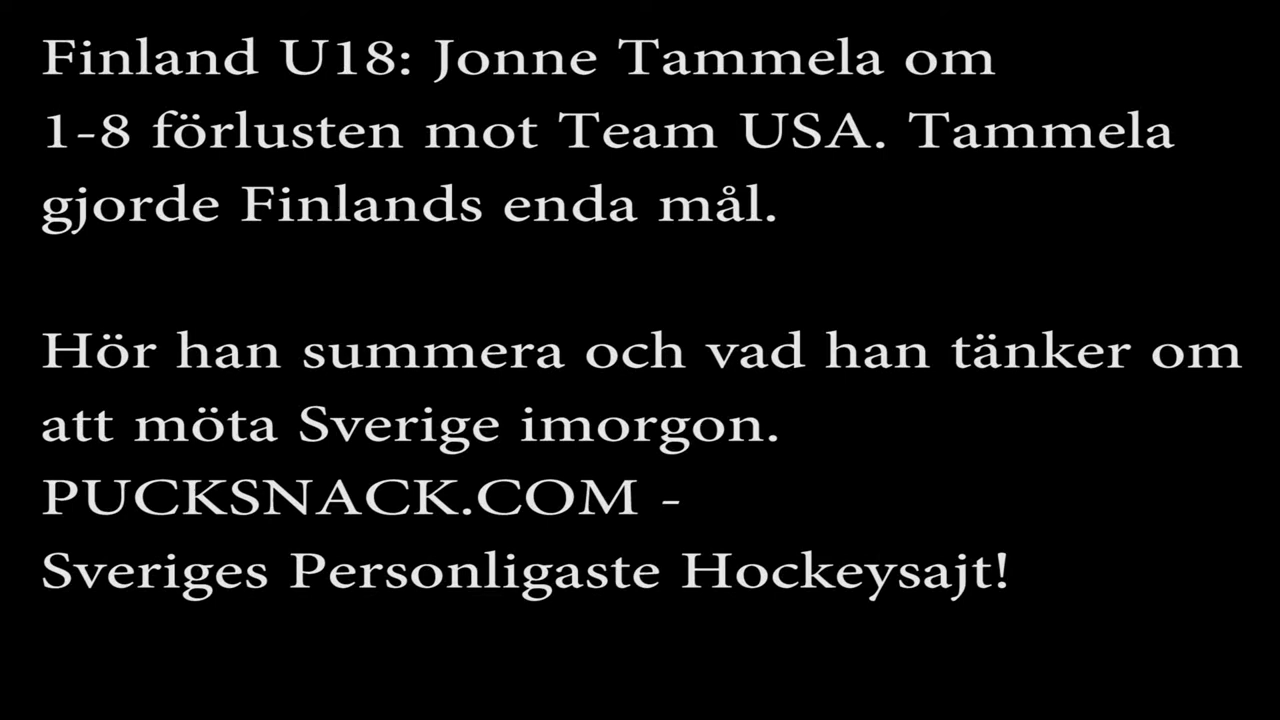 Finland U18: Jonne Tammela om
1-8 förlusten mot Team USA. Tammela
gjorde Finlands enda mål.
Hör han summera och vad han tänker om
att möta Sverige imorgon.
PUCKSNACK.COM -
Sveriges Personligaste Hockeysajt!